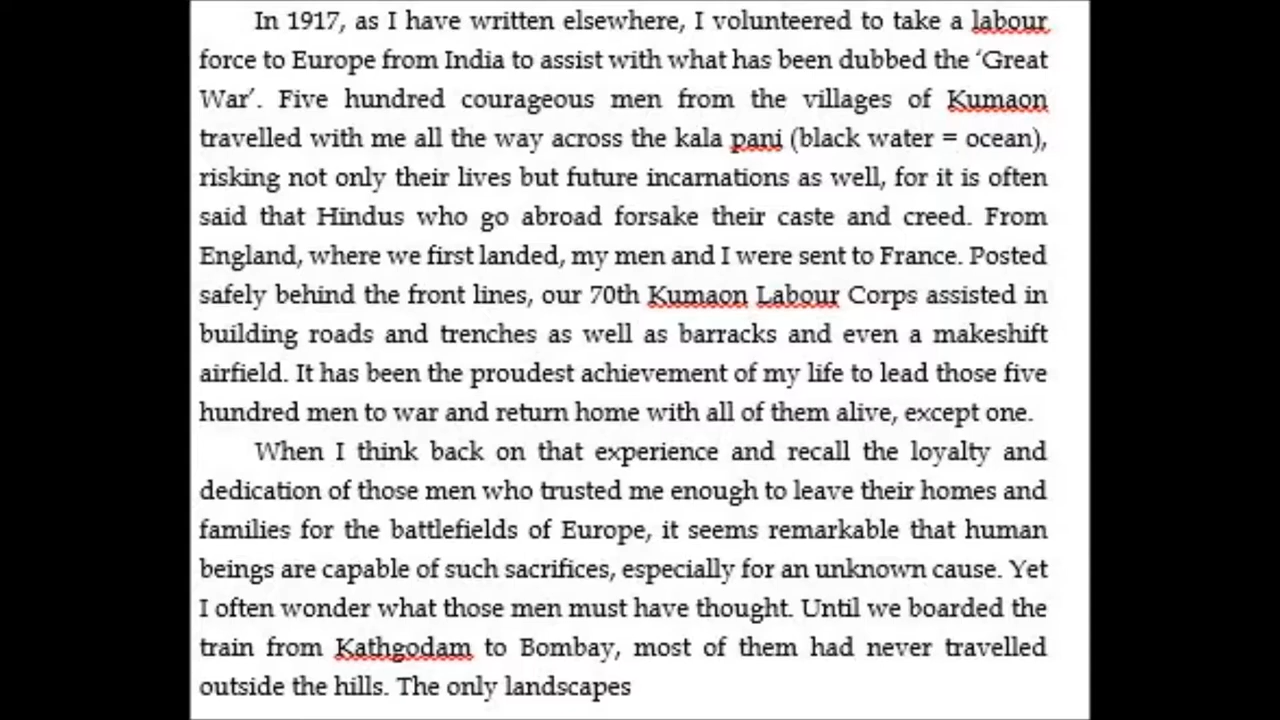 In 1917, as I have written elsewhere, I volunteered to take a labour
force to Europe from India to assist with what has been dubbed the ‘Great
War’. Five hundred courageous men from the villages of Kumaon
travelled with me all the way across the kala pani (black water = ocean),
risking not only their lives but future incarnations as well, for it is often
said that Hindus who go abroad forsake their caste and creed. From
England, where we first landed, my men and I were sent to France. Posted
safely behind the front lines, our 70th Kumaon Labour Corps assisted in
building roads and trenches as well as barracks and even a makeshift
airfield. It has been the proudest achievement of my life to lead those five
hundred men to war and return home with all of them alive, except one.
When I think back on that experience and recall the loyalty and
dedication of those men who trusted me enough to leave their homes and
families for the battlefields of Europe, it seems remarkable that human
beings are capable of such sacrifices, especially for an unknown cause. Yet
I often wonder what those men must have thought. Until we boarded the
train from Kathgodam to Bombay, most of them had never travelled
outside the hills. The only landscapes